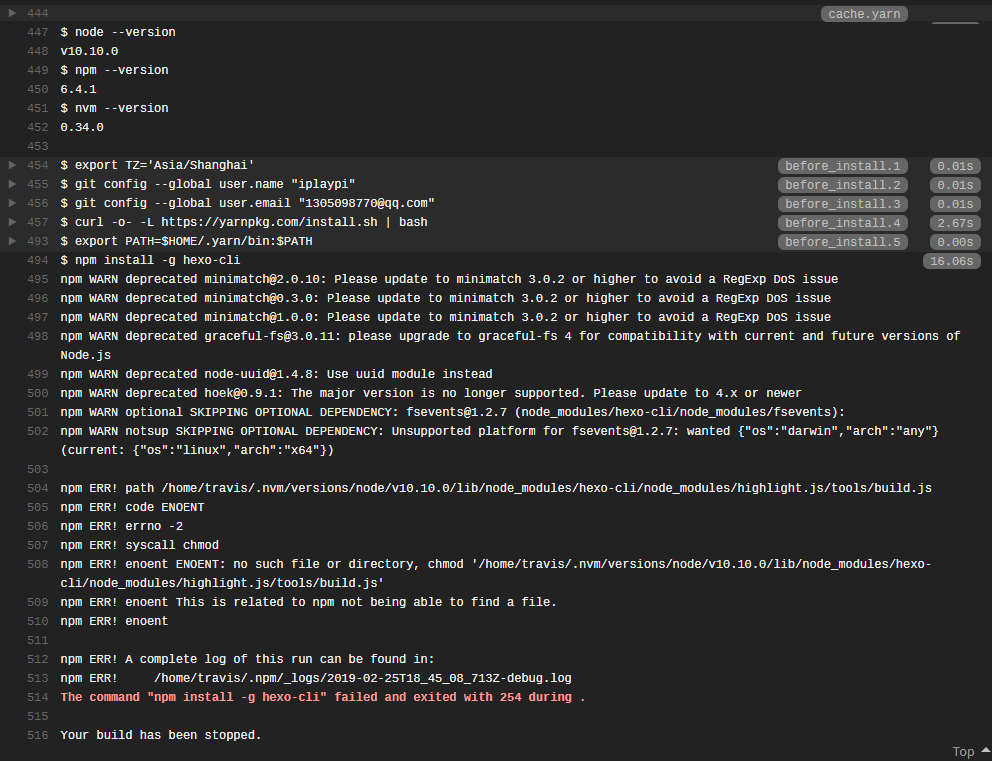 444 cache.yarn
447 $ node --version
448 v10.10.0
449 $ npm --version
450 6.4.1
451 $ nvm --version
452 0.34.0
453
454 $ export TZ='Asia/Shanghai' before_install.1 0.01s
455 $ git config --global user.name "iplaypi" before_install.2 0.01s
456 $ git config --global user.email "1305098770@qq.com" before_install.3 0.01s
457 $ curl -o- -L https://yarnpkg.com/install.sh | bash before_install.4 2.67s
493 $ export PATH=$HOME/.yarn/bin:$PATH before_install.5 0.00s
494 $ npm install -g hexo-cli 16.06s
495 npm WARN deprecated minimatch@2.0.10: Please update to minimatch 3.0.2 or higher to avoid a RegExp DoS issue
496 npm WARN deprecated minimatch@0.3.0: Please update to minimatch 3.0.2 or higher to avoid a RegExp DoS issue
497 npm WARN deprecated minimatch@1.0.0: Please update to minimatch 3.0.2 or higher to avoid a RegExp DoS issue
498 npm WARN deprecated graceful-fs@3.0.11: please upgrade to graceful-fs 4 for compatibility with current and future versions of
Node.js
499 npm WARN deprecated node-uuid@1.4.8: Use uuid module instead
500 npm WARN deprecated hoek@0.9.1: The major version is no longer supported. Please update to 4.x or newer
501 npm WARN optional SKIPPING OPTIONAL DEPENDENCY: fsevents@1.2.7 (node_modules/hexo-cli/node_modules/fsevents):
502 npm WARN notsup SKIPPING OPTIONAL DEPENDENCY: Unsupported platform for fsevents@1.2.7: wanted {"os":"darwin","arch":"any"}
(current: {"os":"linux","arch":"x64"})
503
504 npm ERR! path /home/travis/.nvm/versions/node/v10.10.0/lib/node_modules/hexo-cli/node_modules/highlight.js/tools/build.js
505 npm ERR! code ENOENT
506 npm ERR! errno -2
507 npm ERR! syscall chmod
508 npm ERR! enoent ENOENT: no such file or directory, chmod '/home/travis/.nvm/versions/node/v10.10.0/lib/node_modules/hexo-
cli/node_modules/highlight.js/tools/build.js'
509 npm ERR! enoent This is related to npm not being able to find a file.
510 npm ERR! enoent
511
512 npm ERR! A complete log of this run can be found in:
513 npm ERR!     /home/travis/.npm/_logs/2019-02-25T18_45_08_713Z-debug.log
514 The command "npm install -g hexo-cli" failed and exited with 254 during .
515
516 Your build has been stopped.
Top